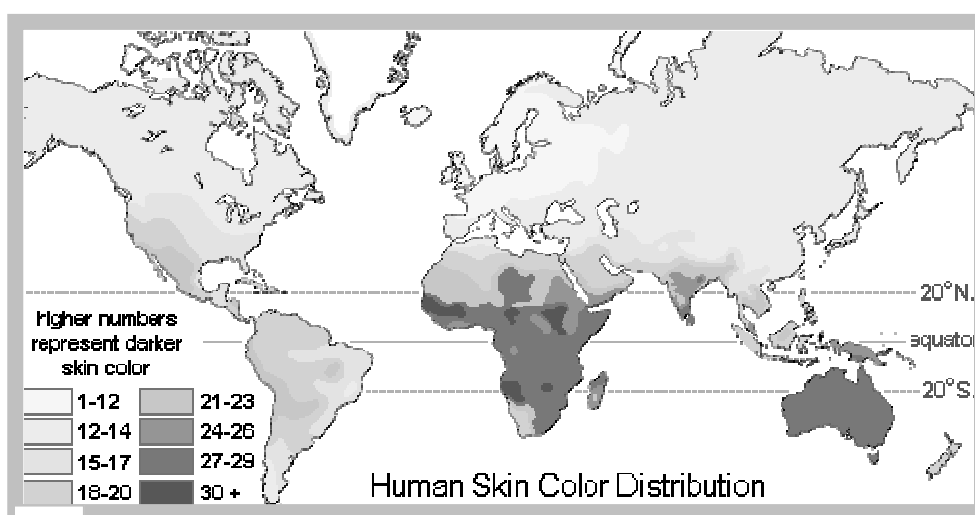 20°N.
Higher numbers
represent darker
skin color
equator
1-12
21-23
20°S.
12-14
24-26
15-17
27-29
18-20
30 +
Human Skin Color Distribution